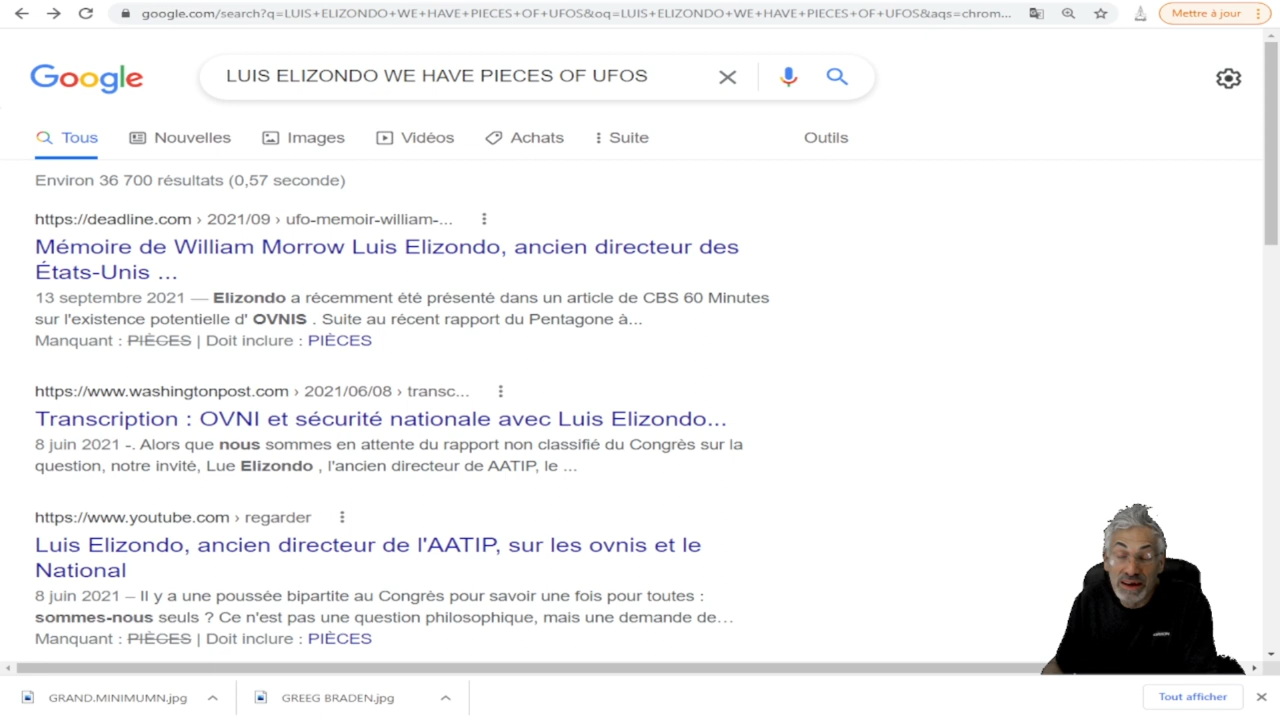 google.com/search?q=LUIS+ELIZONDO+WE+HAVE+PIECES+OF+UFOS&oq=LUIS+ELIZONDO+WE+HAVE+PIECES+OF+UFOS&aqs=chrom...
Mettre à jour
Google
LUIS ELIZONDO WE HAVE PIECES OF UFOS
Tous Nouvelles Images Vidéos Achats Suite Outils
Environ 36 700 résultats (0,57 seconde)
https://deadline.com › 2021/09 › ufo-memoir-william-...
Mémoire de William Morrow Luis Elizondo, ancien directeur des
États-Unis ...
13 septembre 2021 — Elizondo a récemment été présenté dans un article de CBS 60 Minutes
sur l'existence potentielle d' OVNIS . Suite au récent rapport du Pentagone à...
Manquant : PIÈCES | Doit inclure : PIÈCES
https://www.washingtonpost.com › 2021/06/08 › transc...
Transcription : OVNI et sécurité nationale avec Luis Elizondo...
8 juin 2021 -. Alors que nous sommes en attente du rapport non classifié du Congrès sur la
question, notre invité, Lue Elizondo , l'ancien directeur de AATIP, le ...
https://www.youtube.com › regarder
Luis Elizondo, ancien directeur de l'AATIP, sur les ovnis et le
National
8 juin 2021 – Il y a une poussée bipartite au Congrès pour savoir une fois pour toutes :
sommes-nous seuls ? Ce n'est pas une question philosophique, mais une demande de...
Manquant : PIÈCES | Doit inclure : PIÈCES
GRAND.MINIMUMN.jpg GREEG BRADEN.jpg Tout afficher